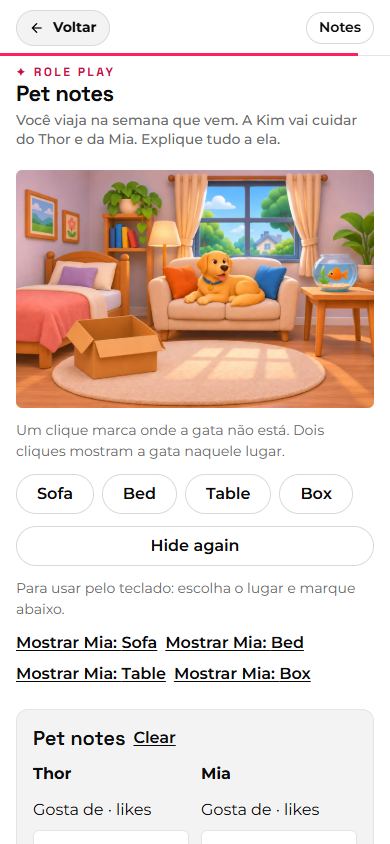 ← Voltar
Notes
✦ ROLE PLAY
Pet notes
Você viaja na semana que vem. A Kim vai cuidar
do Thor e da Mia. Explique tudo a ela.
Um clique marca onde a gata não está. Dois
cliques mostram a gata naquele lugar.
Sofa
Bed
Table
Box
Hide again
Para usar pelo teclado: escolha o lugar e marque
abaixo.
Mostrar Mia: Sofa Mostrar Mia: Bed
Mostrar Mia: Table Mostrar Mia: Box
Pet notes Clear
Thor
Mia
Gosta de · likes
Gosta de · likes